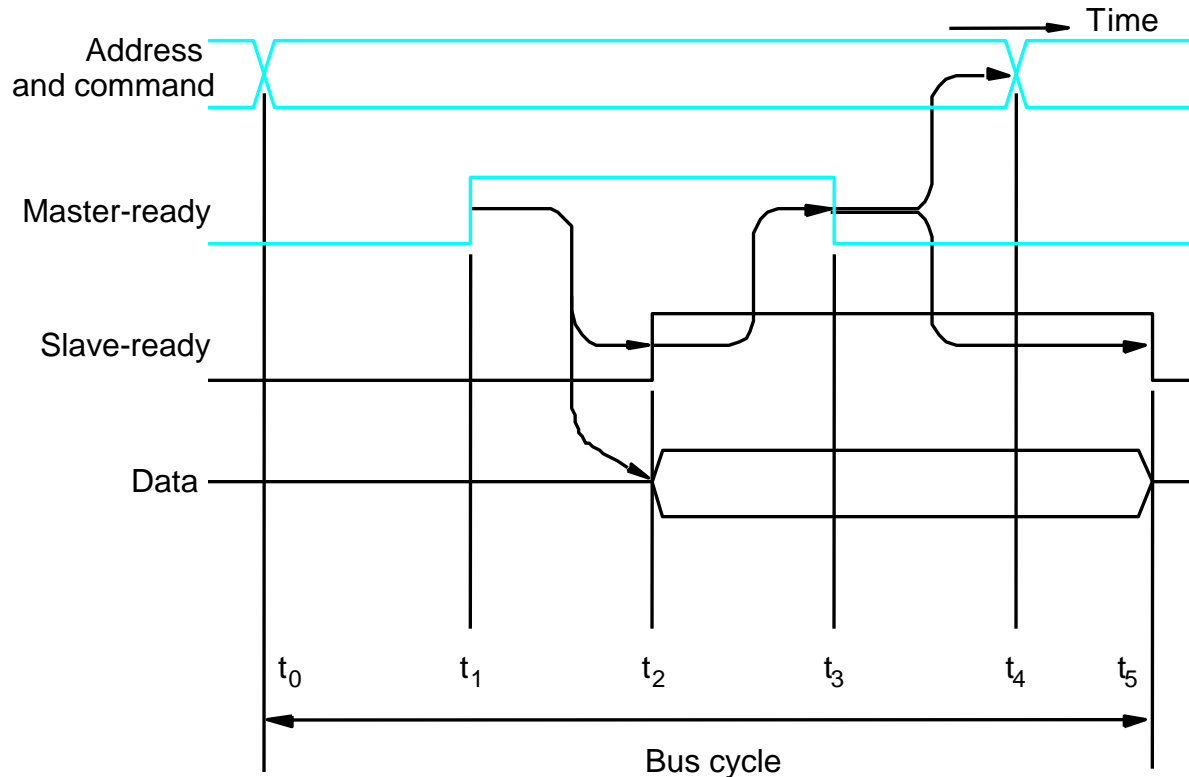 Time
Address
and command
Master-ready
Slave-ready
Data
t0 t1 t2 t3 t4 t5
Bus cycle